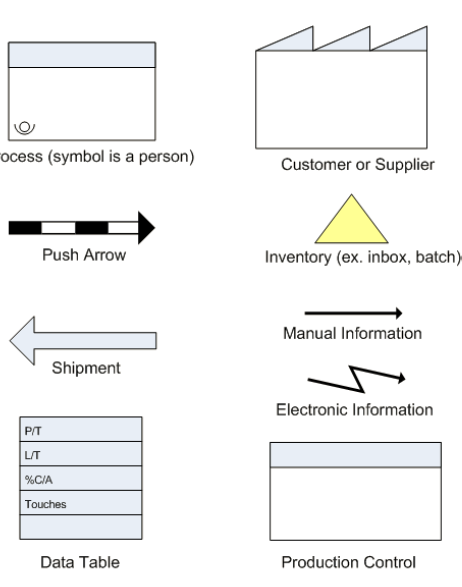 rocess (symbol is a person)
Customer or Supplier
Push Arrow
Inventory (ex. inbox, batch)
Shipment
Manual Information
Electronic Information
P/T
L/T
%C/A
Touches
Data Table
Production Control